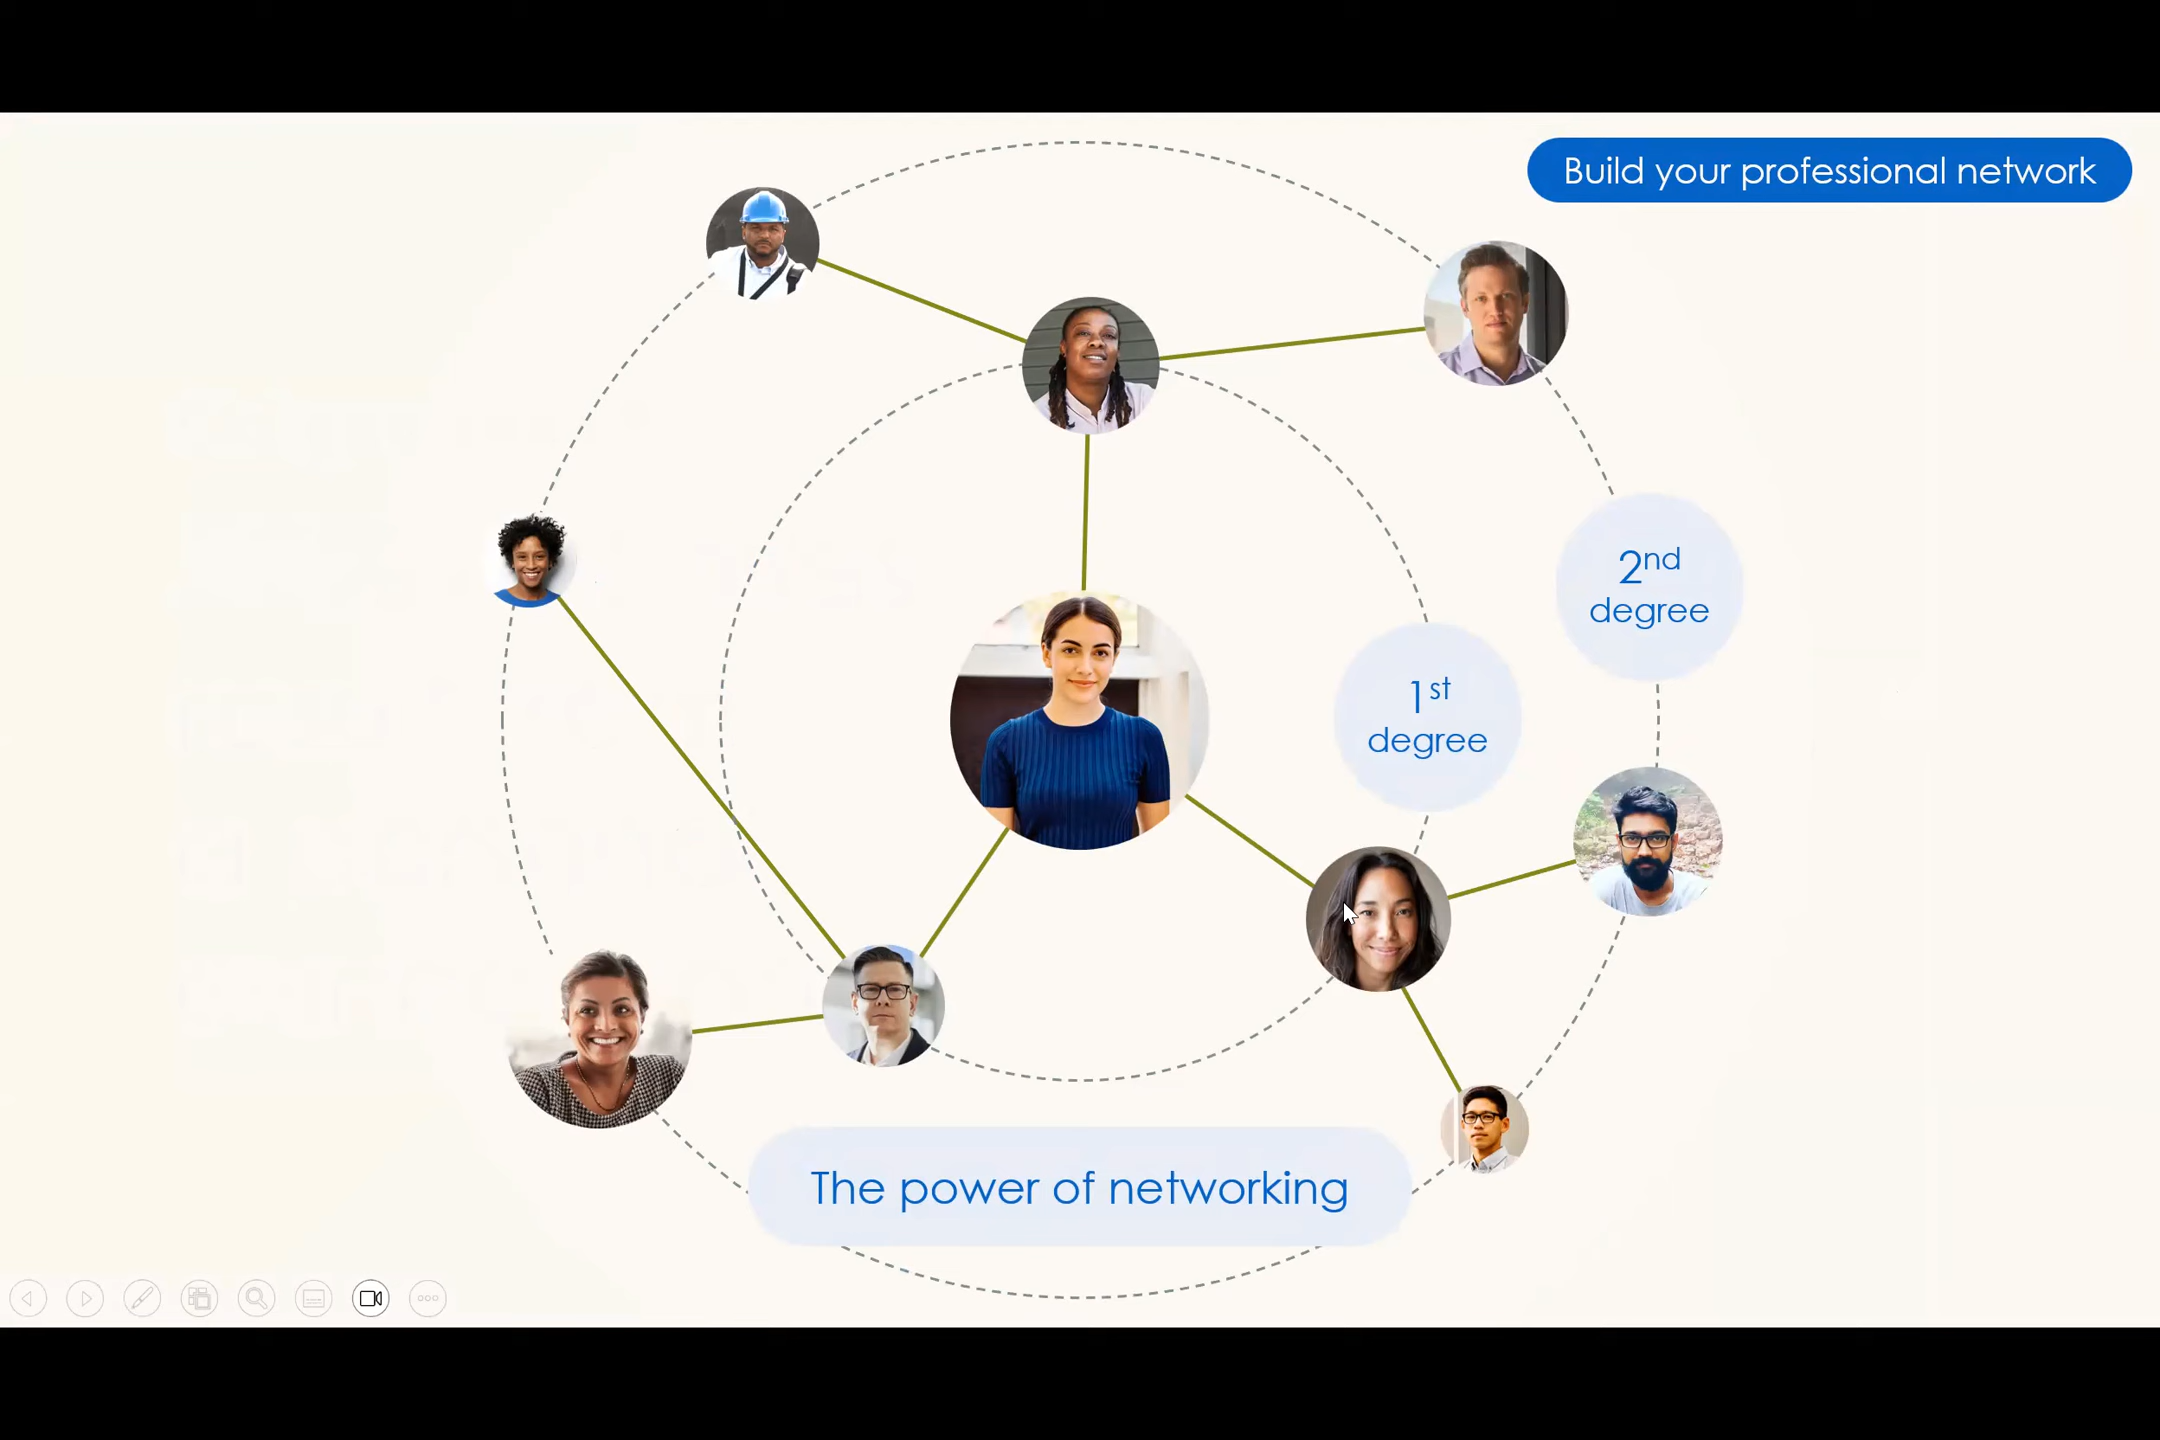 Build your professional network
2nd
degree
1st
degree
The power of networking